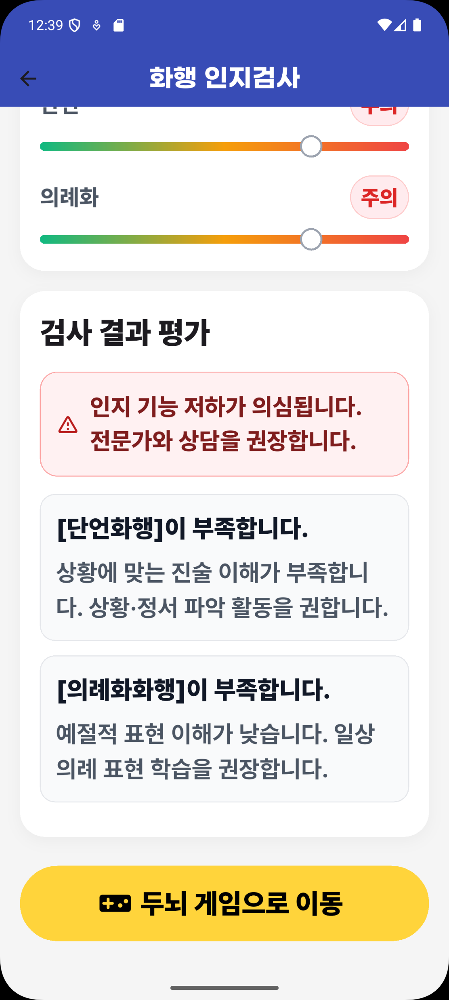 12:39
화행 인지검사
의례화
주의
검사 결과 평가
인지 기능 저하가 의심됩니다.
전문가와 상담을 권장합니다.
[단언화행]이 부족합니다.
상황에 맞는 진술 이해가 부족합니
다. 상황·정서 파악 활동을 권합니다.
[의례화화행]이 부족합니다.
예절적 표현 이해가 낮습니다. 일상
의례 표현 학습을 권장합니다.
두뇌 게임으로 이동